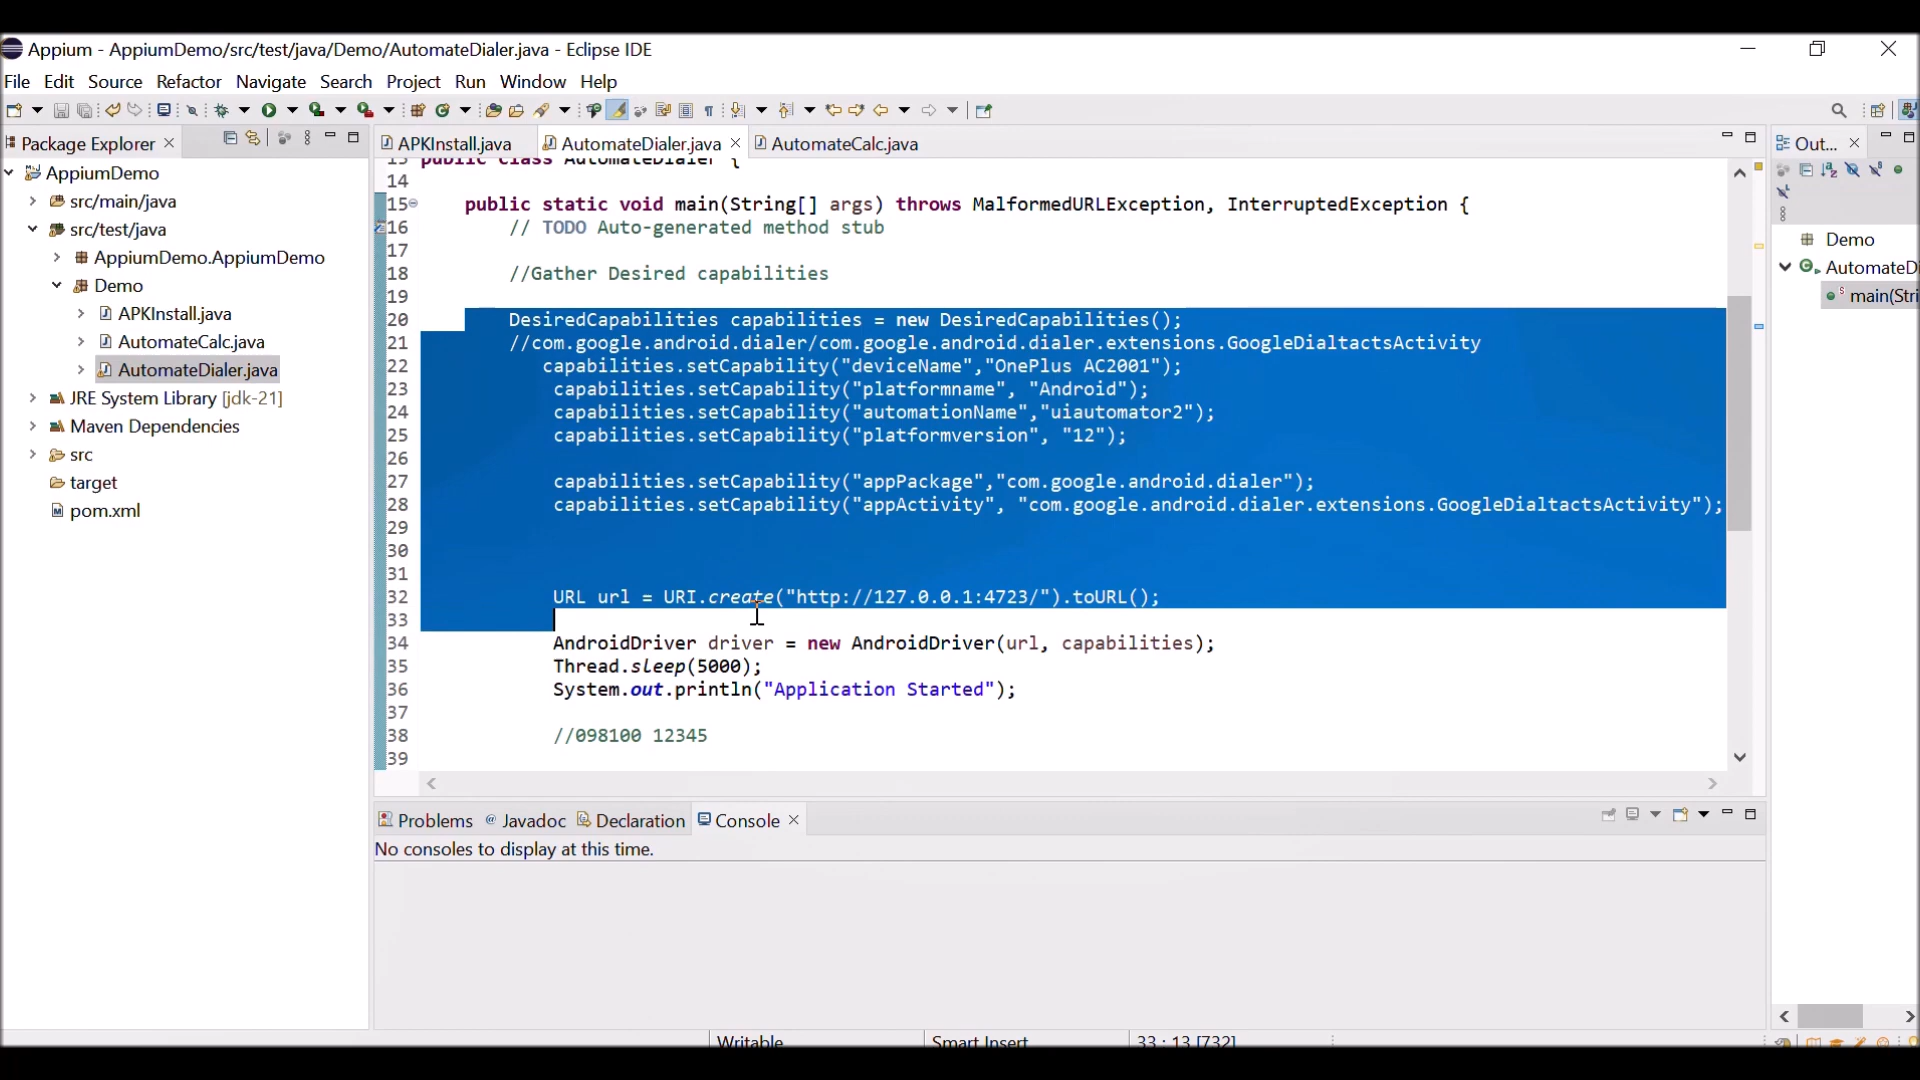 Appium - AppiumDemo/src/test/java/Demo/AutomateDialer.java - Eclipse IDE
File Edit Source Refactor Navigate Search Project Run Window Help
Package Explorer
AppiumDemo
src/main/java
src/test/java
AppiumDemo.AppiumDemo
Demo
APKInstall.java
AutomateCalc.java
AutomateDialer.java
JRE System Library [jdk-21]
Maven Dependencies
src
target
pom.xml
APKInstall.java AutomateDialer.java AutomateCalc.java
13 public class AutomateDialer {
14
15 public static void main(String[] args) throws MalformedURLException, InterruptedException {
16 // TODO Auto-generated method stub
17
18 //Gather Desired capabilities
19
20 DesiredCapabilities capabilities = new DesiredCapabilities();
21 //com.google.android.dialer/com.google.android.dialer.extensions.GoogleDialtactsActivity
22 capabilities.setCapability("deviceName","OnePlus AC2001");
23 capabilities.setCapability("platformname", "Android");
24 capabilities.setCapability("automationName","uiautomator2");
25 capabilities.setCapability("platformversion", "12");
26
27 capabilities.setCapability("appPackage","com.google.android.dialer");
28 capabilities.setCapability("appActivity", "com.google.android.dialer.extensions.GoogleDialtactsActivity");
29
30
31
32 URL url = URI.create("http://127.0.0.1:4723/").toURL();
33
34 AndroidDriver driver = new AndroidDriver(url, capabilities);
35 Thread.sleep(5000);
36 System.out.println("Application Started");
37
38 //098100 12345
39
Out...
Demo
AutomateDi
main(Stri
Problems @ Javadoc Declaration Console
No consoles to display at this time.
Writable Smart Insert 33 : 13 [732]